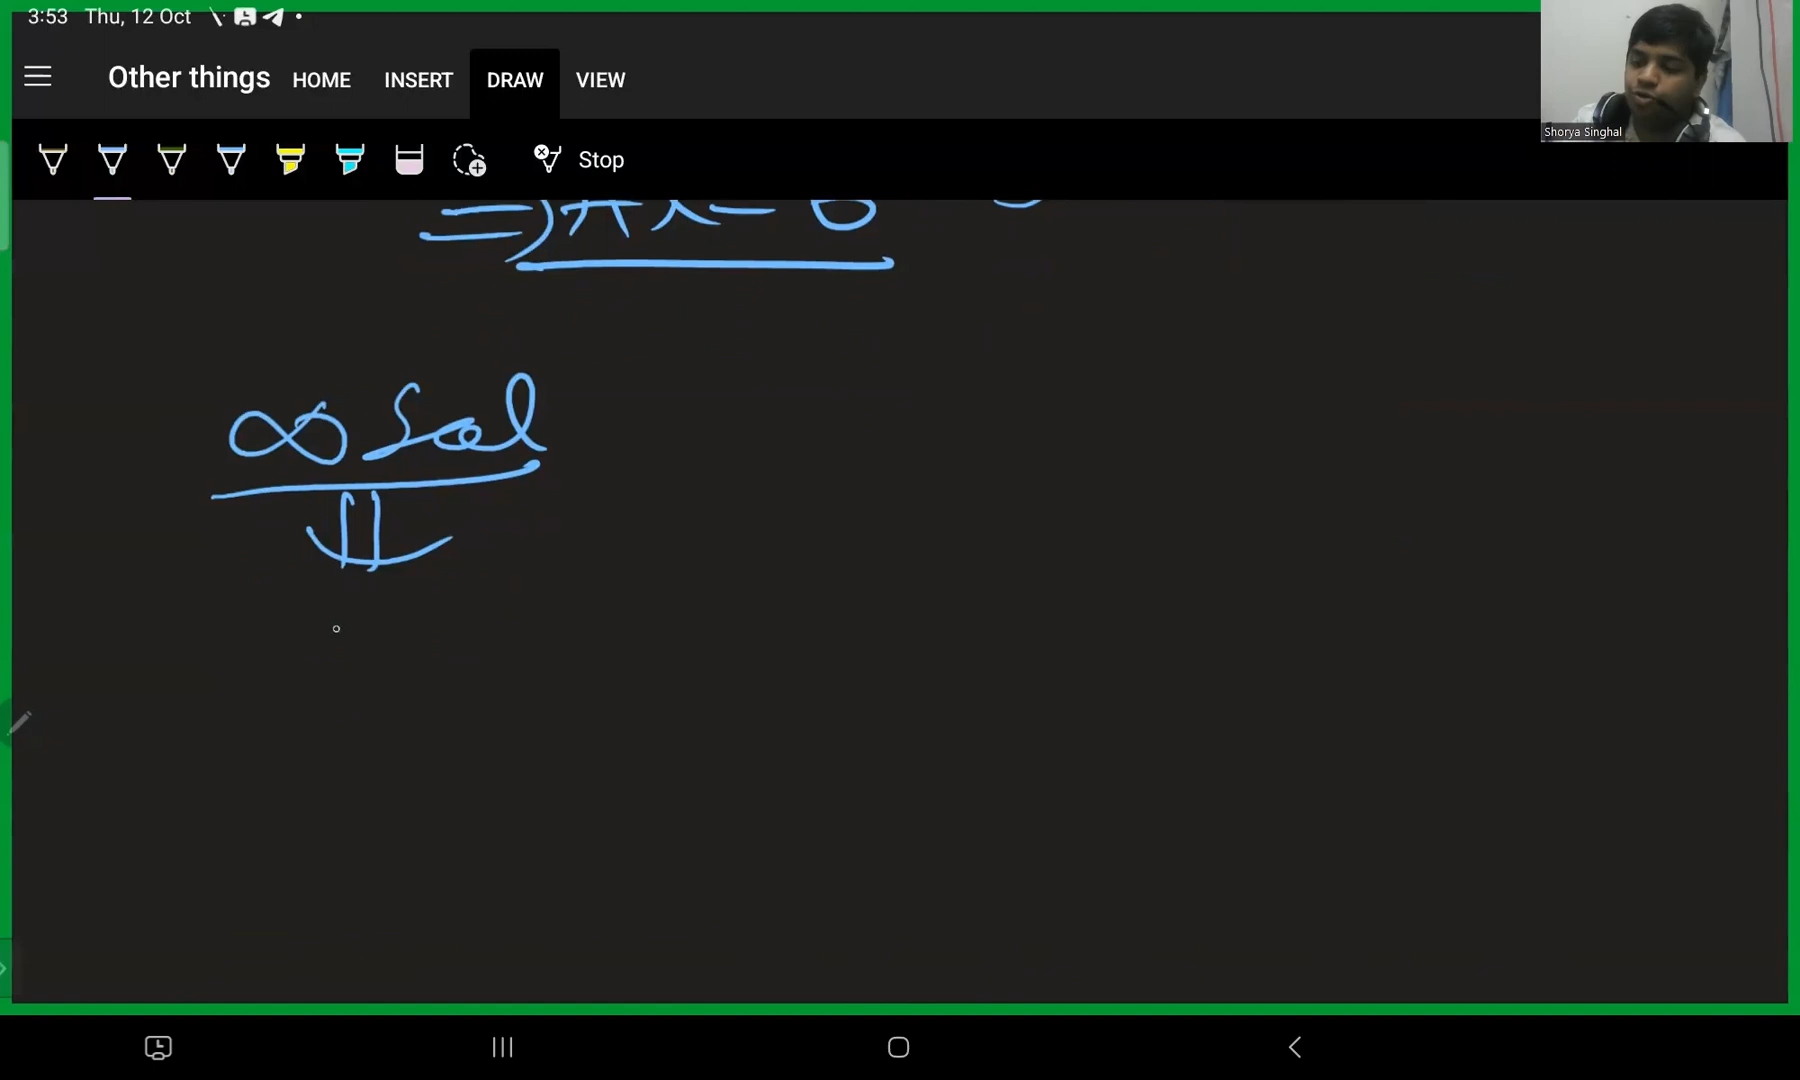 3:53 Thu, 12 Oct
Other things HOME INSERT DRAW VIEW
Shorya Singhal
Stop
∞ Sol